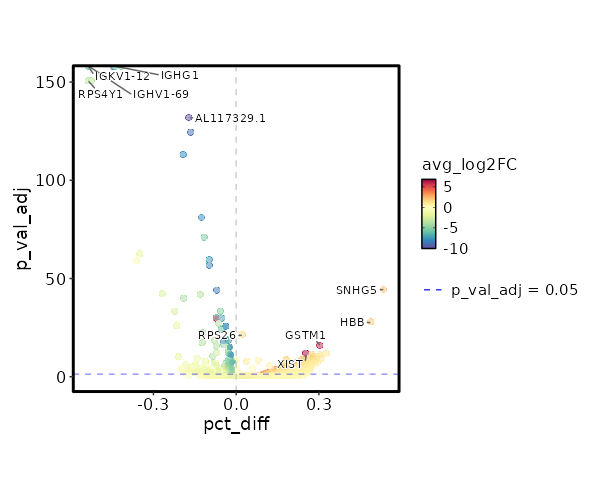 IGKV1-12
IGHG1
RPS4Y1
IGHV1-69
AL117329.1
SNHG5
HBB
RPS26
GSTM1
XIST
150
100
50
0
p_val_adj
-0.3
0.0
0.3
pct_diff
avg_log2FC
5
0
-5
-10
p_val_adj = 0.05